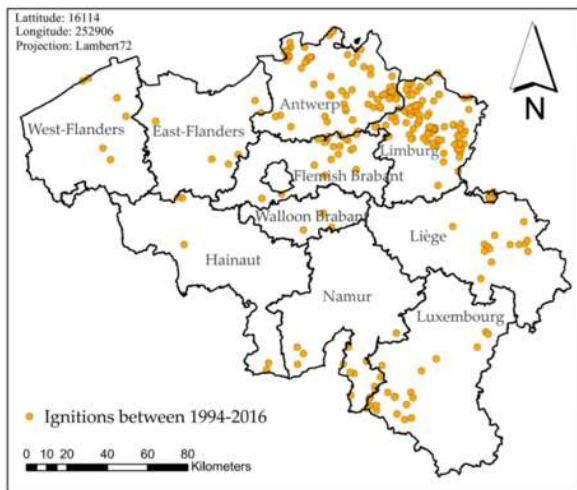 Lattitude: 16114
Longitude: 252906
Projection: Lambert72
N
Antwerp
West-Flanders
East-Flanders
Limburg
Flemish Brabant
Walloon Brabant
Liège
Hainaut
Namur
Luxembourg
Ignitions between 1994-2016
0 10 20 40 60 80
Kilometers